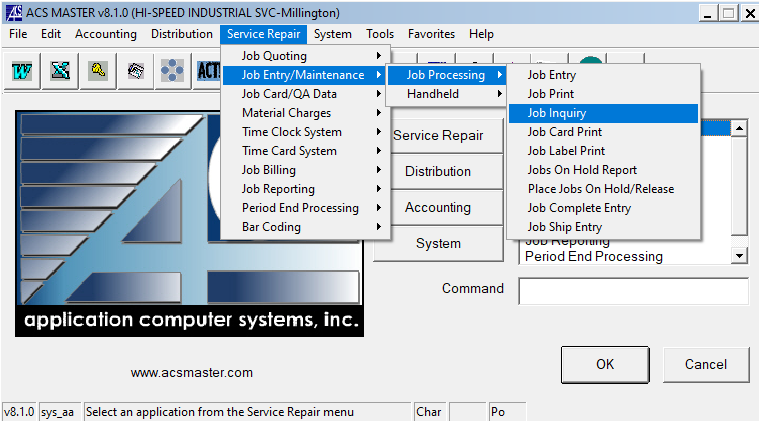 ACS MASTER v8.1.0 (HI-SPEED INDUSTRIAL SVC-Millington)
File Edit Accounting Distribution Service Repair System Tools Favorites Help
ACT
Job Quoting
Job Entry/Maintenance
Job Card/QA Data
Material Charges
Time Clock System
Time Card System
Job Billing
Job Reporting
Period End Processing
Bar Coding
Job Processing
Handheld
Job Entry
Job Print
Job Inquiry
Job Card Print
Job Label Print
Jobs On Hold Report
Place Jobs On Hold/Release
Job Complete Entry
Job Ship Entry
Service Repair
Distribution
Accounting
System
Job Reporting
Period End Processing
Command
application computer systems, inc.
www.acsmaster.com
OK
Cancel
v8.1.0 sys_aa Select an application from the Service Repair menu Char Po